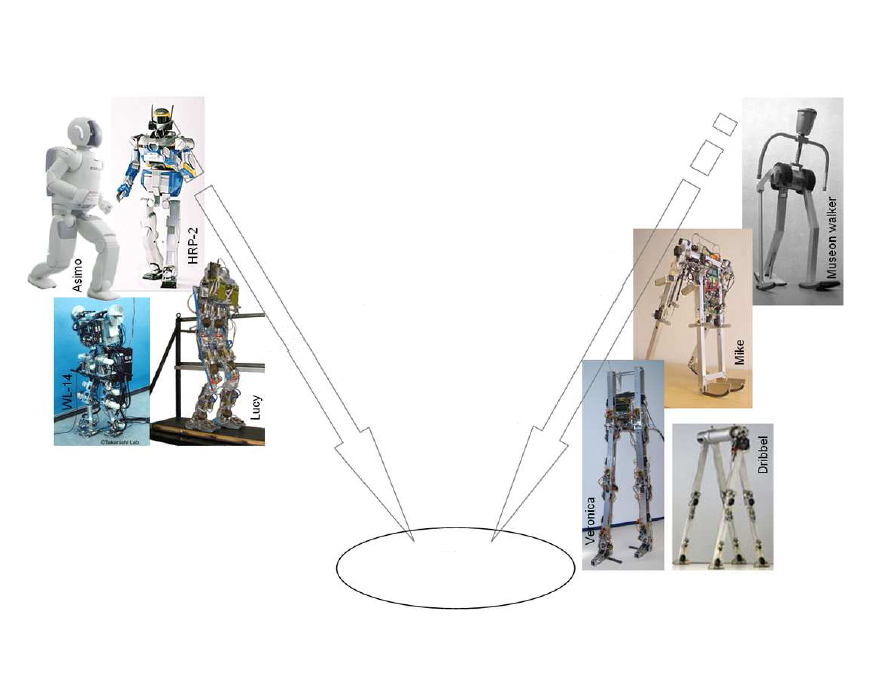 Asimo
HRP-2
WL-14
©Takanishi Lab
Lucy
Museon walker
Mike
Veronica
Dribbel